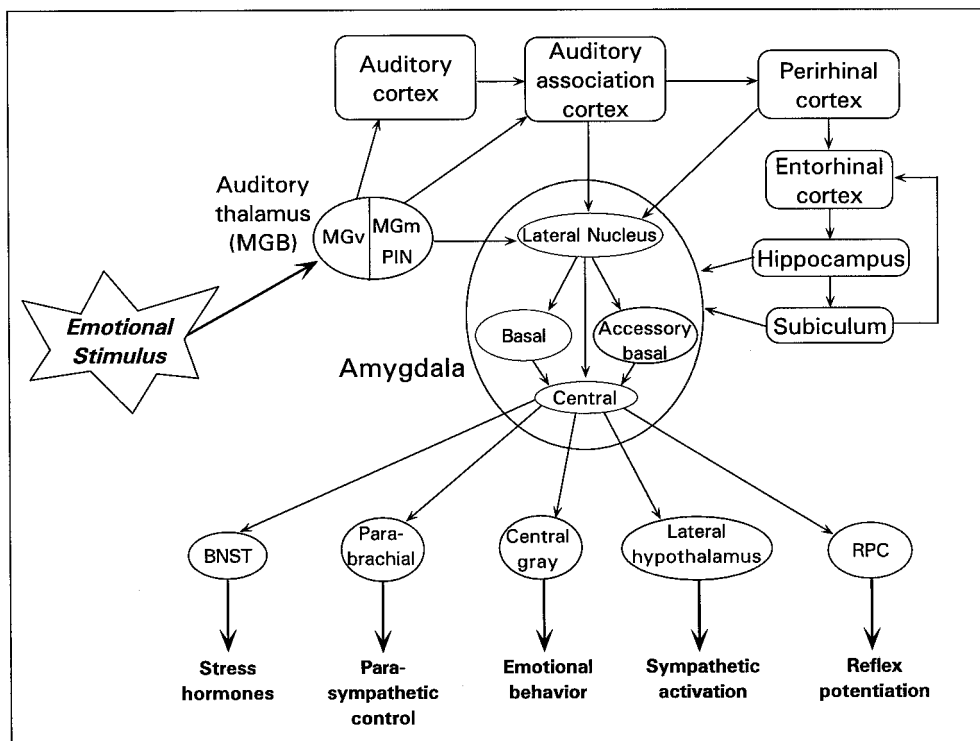 Auditory
cortex
Auditory
association
cortex
Perirhinal
cortex
Entorhinal
cortex
Auditory
thalamus
(MGB)
MGv
MGm
PIN
Lateral Nucleus
Hippocampus
Emotional
Stimulus
Basal
Accessory
basal
Subiculum
Amygdala
Central
BNST
Para-
brachial
Central
gray
Lateral
hypothalamus
RPC
Stress
hormones
Para-
sympathetic
control
Emotional
behavior
Sympathetic
activation
Reflex
potentiation